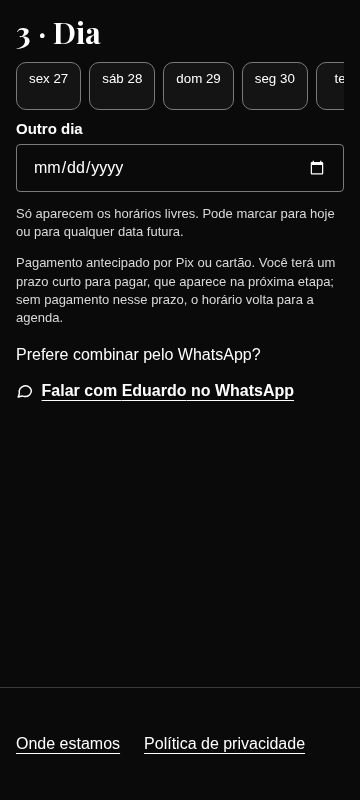 3 · Dia
sex 27 sáb 28 dom 29 seg 30 te
Outro dia
mm/dd/yyyy
Só aparecem os horários livres. Pode marcar para hoje
ou para qualquer data futura.
Pagamento antecipado por Pix ou cartão. Você terá um
prazo curto para pagar, que aparece na próxima etapa;
sem pagamento nesse prazo, o horário volta para a
agenda.
Prefere combinar pelo WhatsApp?
Falar com Eduardo no WhatsApp
Onde estamos Política de privacidade